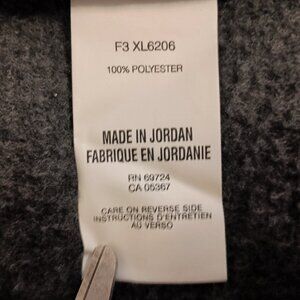 F3 XL6206
100% POLYESTER
MADE IN JORDAN
FABRIQUE EN JORDANIE
RN 69724
CA 05367
CARE ON REVERSE SIDE
INSTRUCTIONS D'ENTRETIEN
AU VERSO